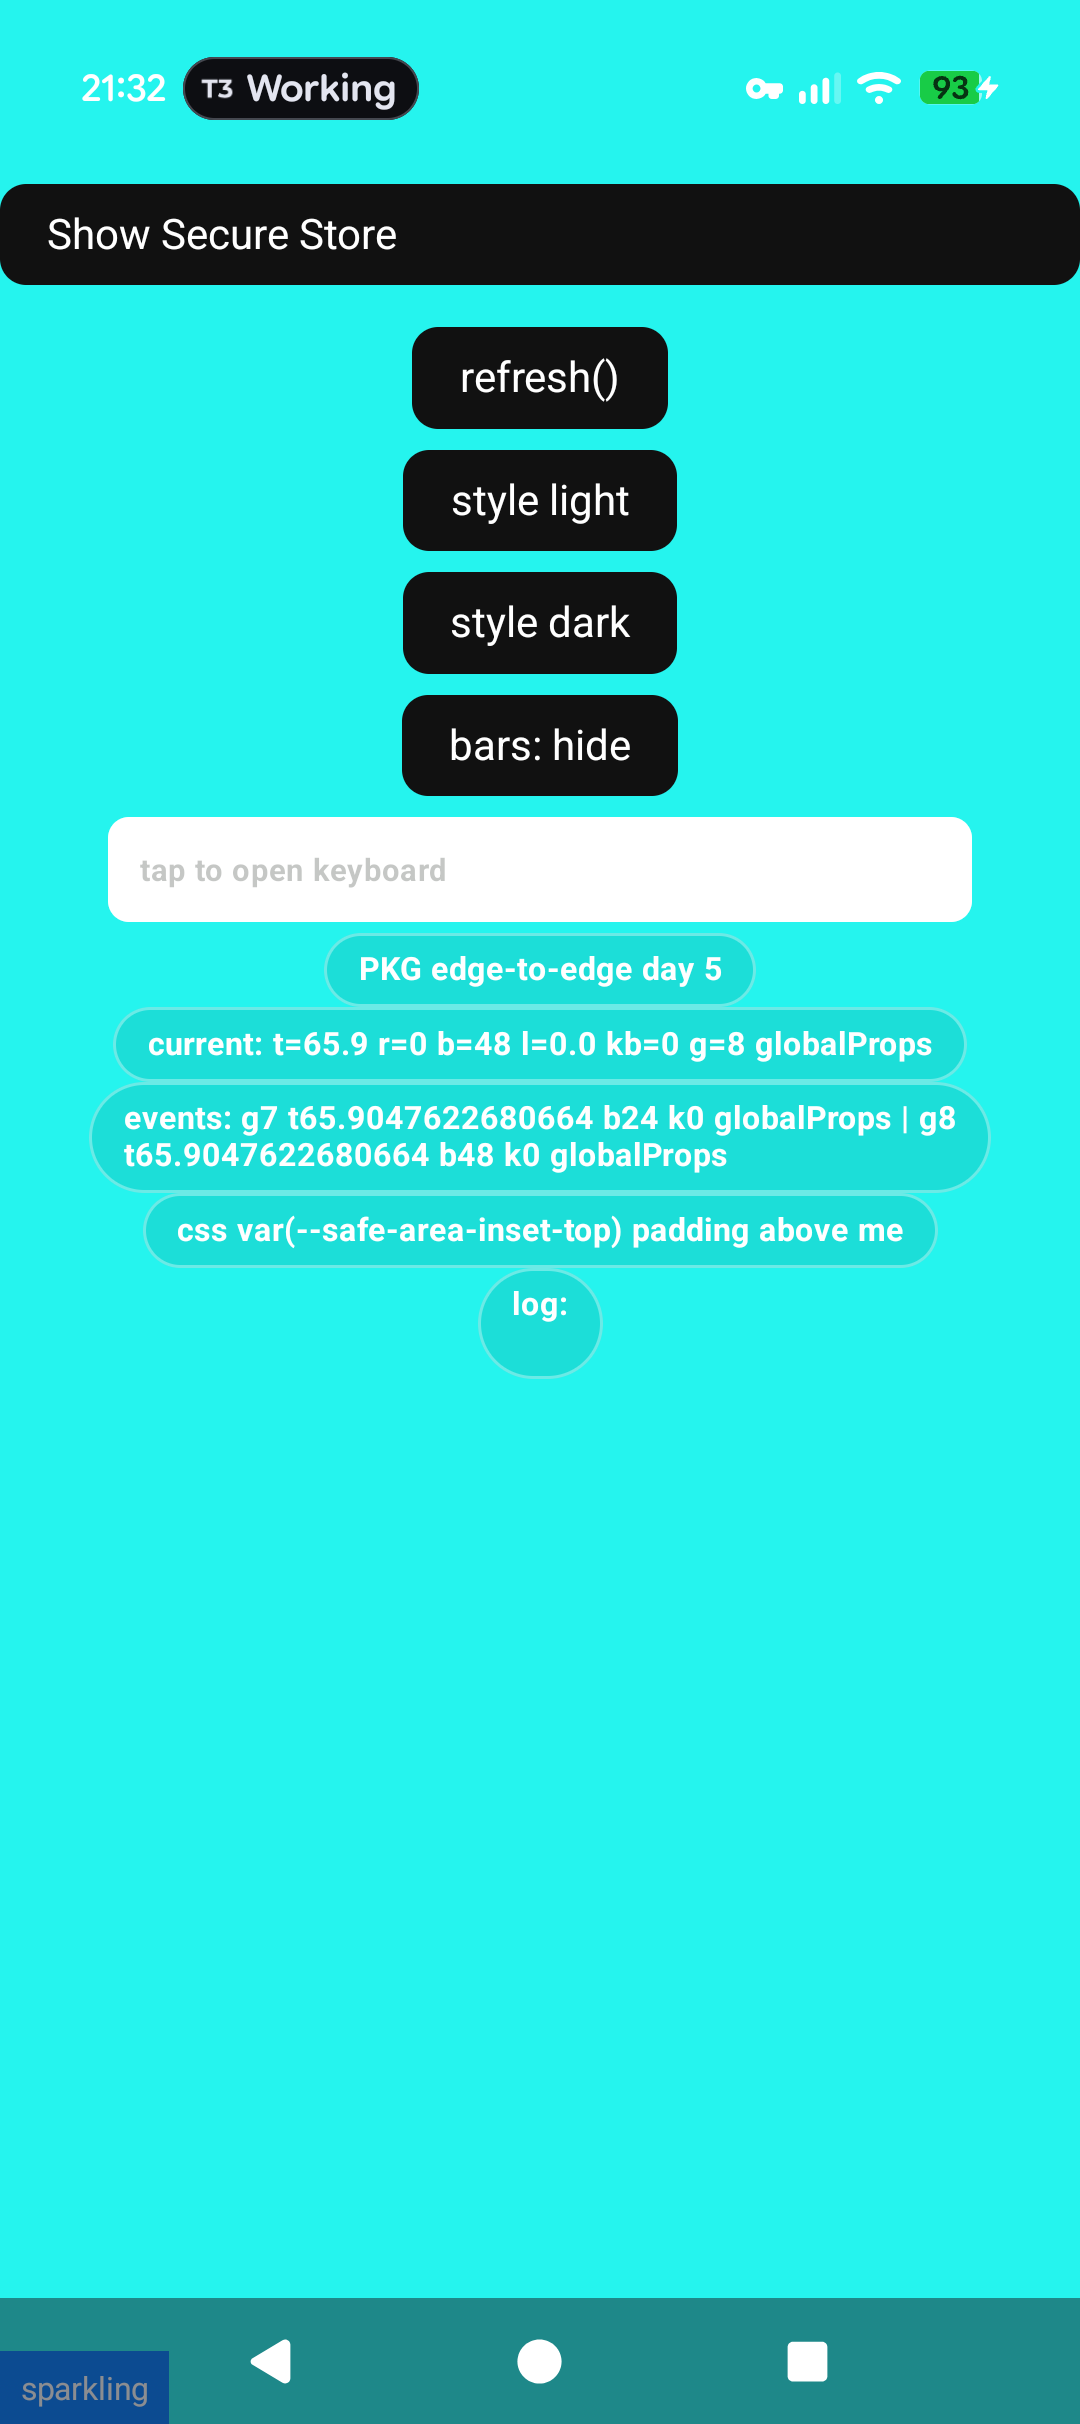 21:32 T3 Working 93
Show Secure Store
refresh()
style light
style dark
bars: hide
tap to open keyboard
PKG edge-to-edge day 5
current: t=65.9 r=0 b=48 l=0.0 kb=0 g=8 globalProps
events: g7 t65.9047622680664 b24 k0 globalProps | g8
t65.9047622680664 b48 k0 globalProps
css var(--safe-area-inset-top) padding above me
log:
sparkling